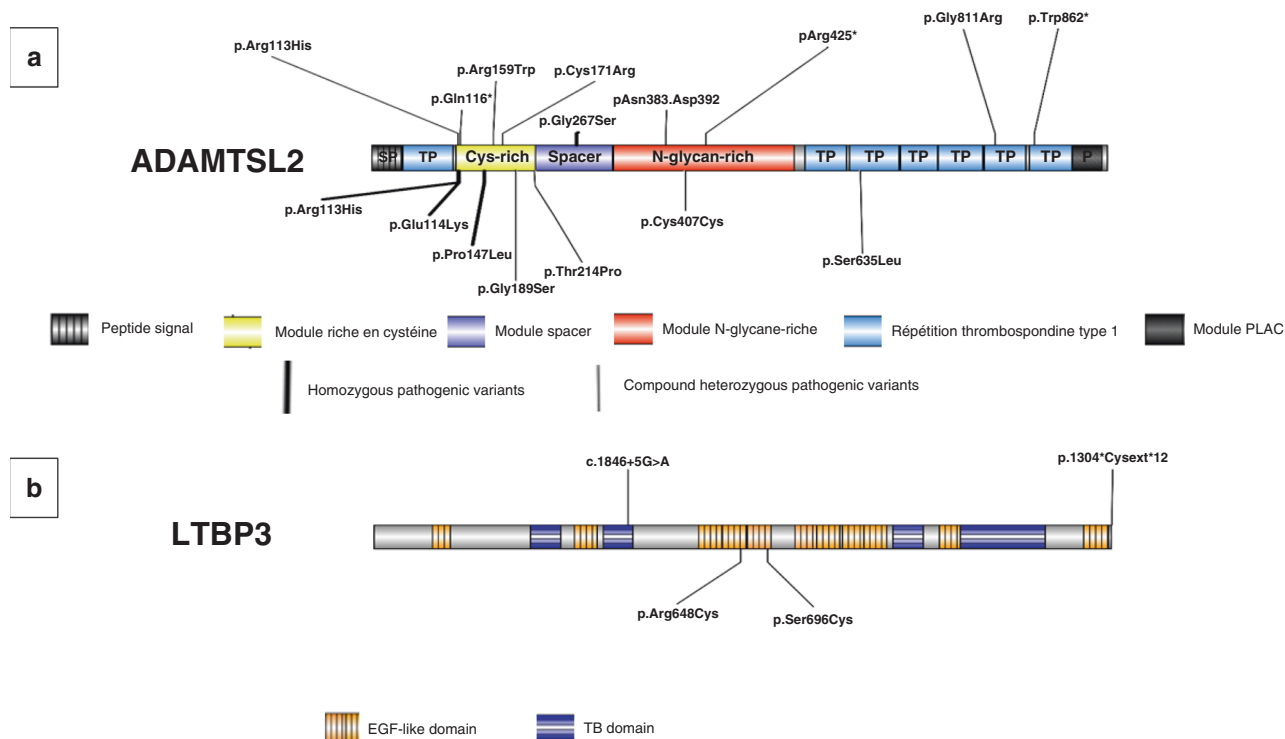 a
p.Gly811Arg
p.Trp862*
p.Arg113His
pArg425*
p.Arg159Trp
p.Cys171Arg
p.Gln116*
pAsn383.Asp392
p.Gly267Ser
ADAMTSL2
SP
TP
Cys-rich
Spacer
N-glycan-rich
TP
TP
TP
TP
TP
TP
P
p.Arg113His
p.Glu114Lys
p.Cys407Cys
p.Pro147Leu
p.Ser635Leu
p.Thr214Pro
p.Gly189Ser
Peptide signal
Module riche en cystéine
Module spacer
Module N-glycane-riche
Répétition thrombospondine type 1
Module PLAC
Homozygous pathogenic variants
Compound heterozygous pathogenic variants
b
c.1846+5G>A
p.1304*Cysext*12
LTBP3
p.Arg648Cys
p.Ser696Cys
EGF-like domain
TB domain